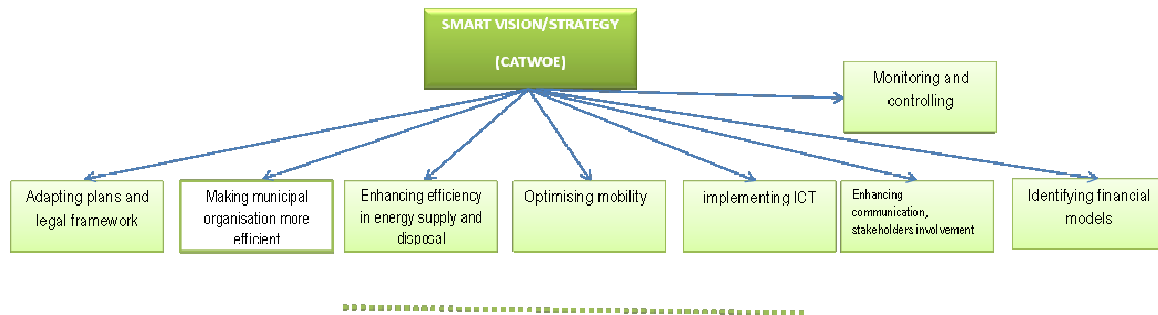 SMART VISION/STRATEGY
(CATWOE)
Monitoring and
controlling
Adapting plans and
legal framework
Making municipal
organisation more
efficient
Enhancing efficiency
in energy supply and
disposal
Optimising mobility
implementing ICT
Enhancing
communication,
stakeholders involvement
Identifying financial
models